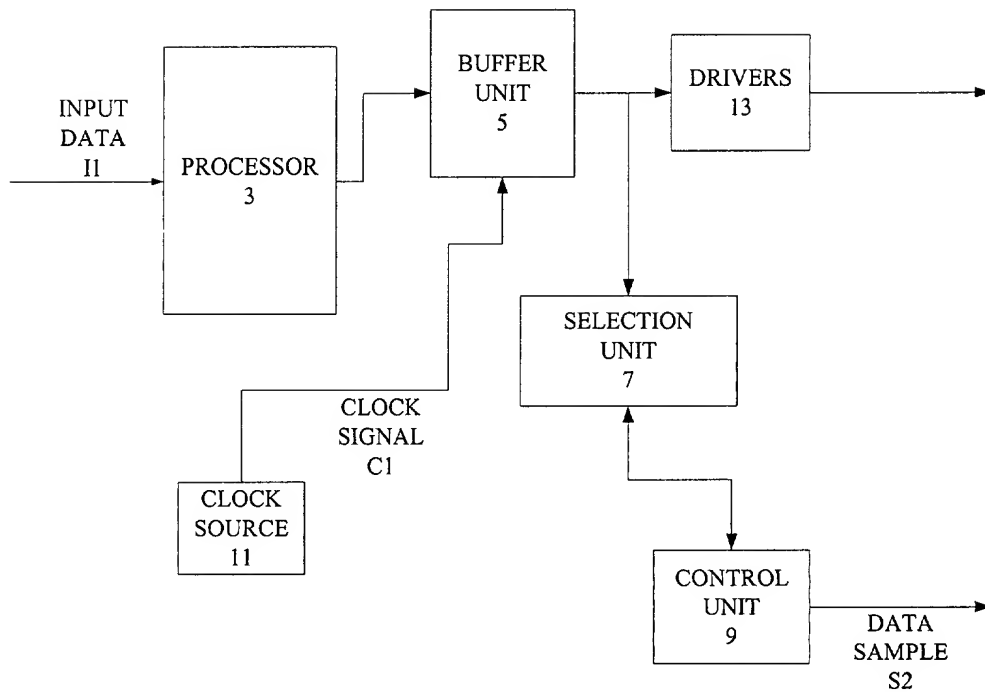 INPUT
DATA
I1
PROCESSOR
3
BUFFER
UNIT
5
DRIVERS
13
SELECTION
UNIT
7
CLOCK
SIGNAL
C1
CLOCK
SOURCE
11
CONTROL
UNIT
9
DATA
SAMPLE
S2